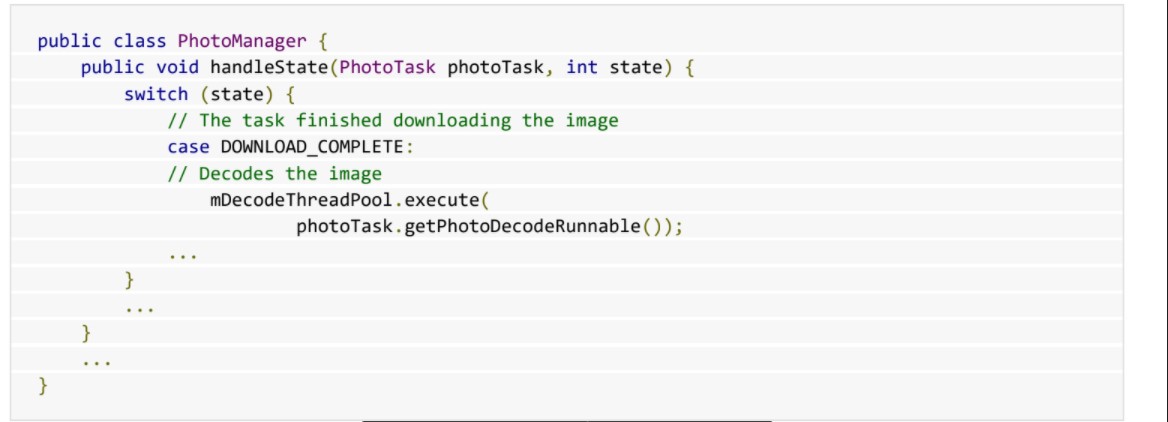 public class PhotoManager {
    public void handleState(PhotoTask photoTask, int state) {
        switch (state) {
            // The task finished downloading the image
            case DOWNLOAD_COMPLETE:
            // Decodes the image
                mDecodeThreadPool.execute(
                        photoTask.getPhotoDecodeRunnable());
            ...
        }
        ...
    }
    ...
}